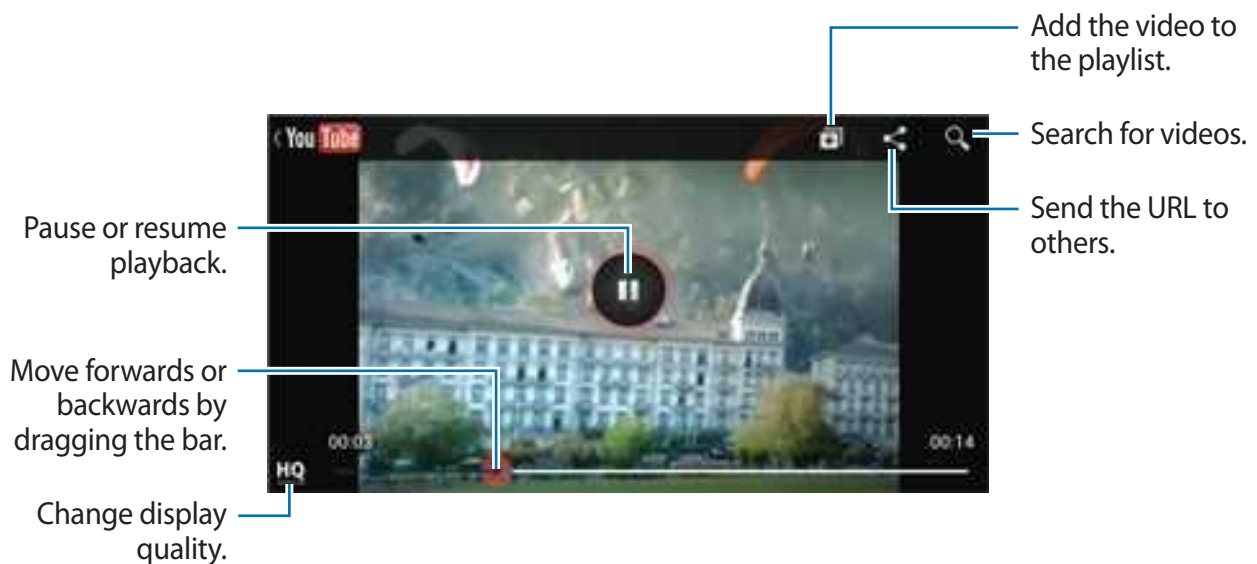 Add the video to
the playlist.
You Tube
Search for videos.
Send the URL to
others.
Pause or resume
playback.
Move forwards or
backwards by
dragging the bar.
00:03
00:14
HQ
Change display
quality.